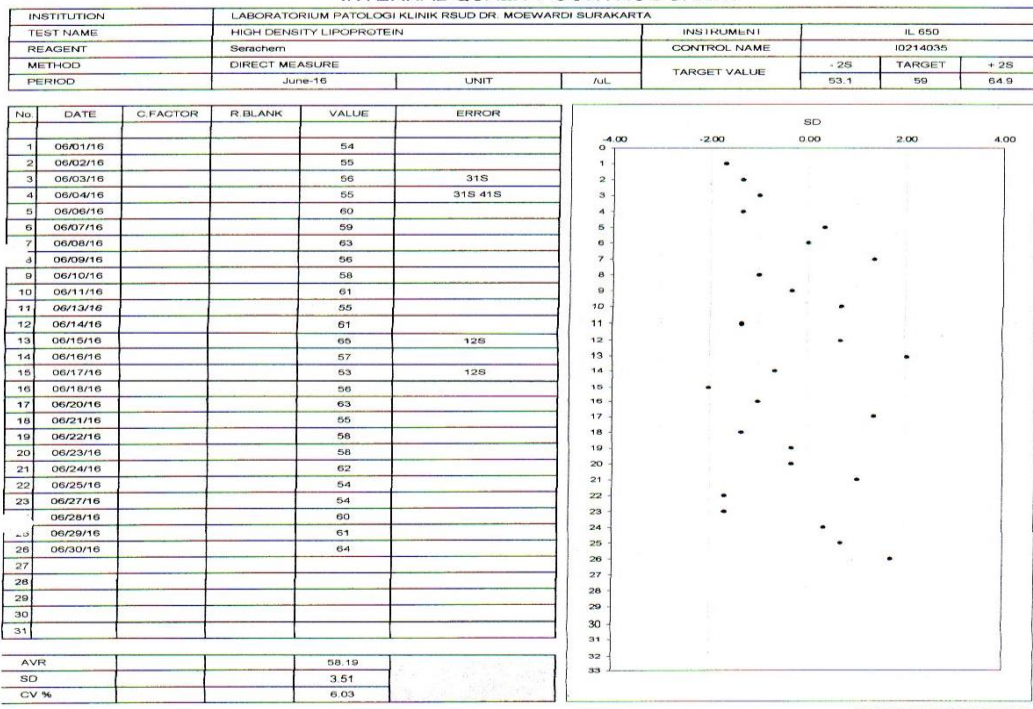 INSTITUTION LABORATORIUM PATOLOGI KLINIK RSUD DR. MOEWARDI SURAKARTA
TEST NAME HIGH DENSITY LIPOPROTEIN INSTRUMENT IL 650
REAGENT Serachem CONTROL NAME I0214035
METHOD DIRECT MEASURE TARGET VALUE - 2S TARGET + 2S
PERIOD June-16 UNIT /uL 53.1 59 64.9
No. DATE C.FACTOR R.BLANK VALUE ERROR
1 06/01/16 54
2 06/02/16 55
3 06/03/16 56 31S
4 06/04/16 55 31S 41S
5 06/06/16 60
6 06/07/16 59
7 06/08/16 63
06/09/16 56
9 06/10/16 58
10 06/11/16 61
11 06/13/16 55
12 06/14/16 61
13 06/15/16 65 12S
14 06/16/16 57
15 06/17/16 53 12S
16 06/18/16 56
17 06/20/16 63
18 06/21/16 55
19 06/22/16 58
20 06/23/16 58
21 06/24/16 62
22 06/25/16 54
23 06/27/16 54
06/28/16 60
06/29/16 61
26 06/30/16 64
27
28
29
30
31
AVR 58.19
SD 3.51
CV % 6.03
SD
-4.00 -2.00 0.00 2.00 4.00
0
1
2
3
4
5
6
7
8
9
10
11
12
13
14
15
16
17
18
19
20
21
22
23
24
25
26
27
28
29
30
31
32
33